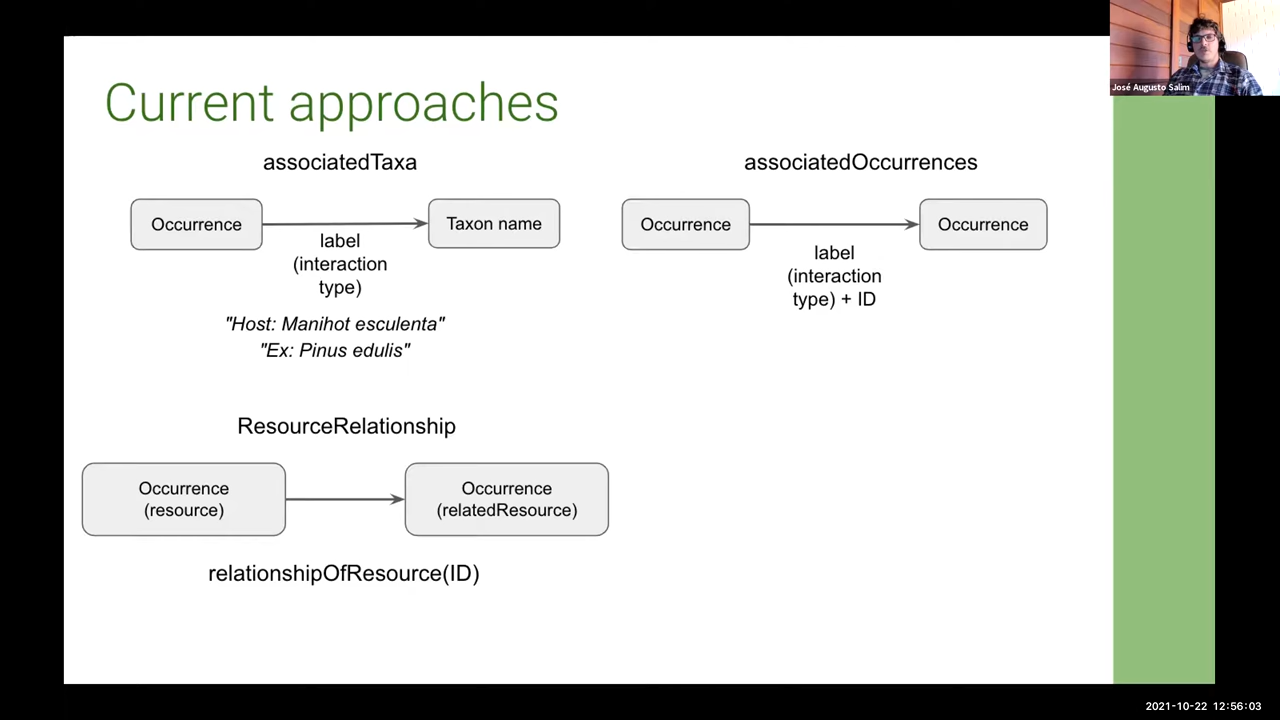 Current approaches
associatedTaxa
Occurrence
Taxon name
label
(interaction
type)
"Host: Manihot esculenta"
"Ex: Pinus edulis"
associatedOccurrences
Occurrence
Occurrence
label
(interaction
type) + ID
ResourceRelationship
Occurrence
(resource)
Occurrence
(relatedResource)
relationshipOfResource(ID)
José Augusto Salim
2021-10-22 12:56:03